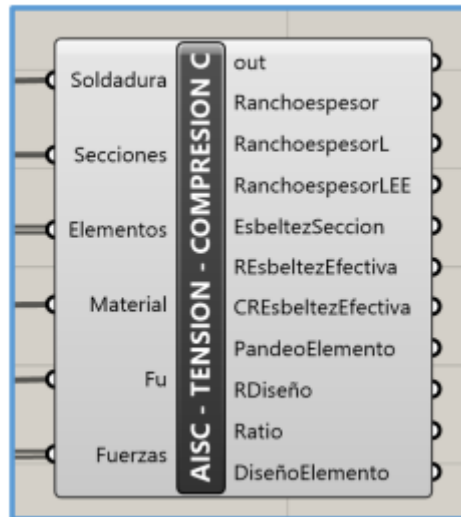 Soldadura
Secciones
Elementos
Material
Fu
Fuerzas
AISC - TENSION - COMPRESION C
out
Ranchoespesor
RanchoespesorL
RanchoespesorLEE
EsbeltezSeccion
REsbeltezEfectiva
CREsbeltezEfectiva
PandeoElemento
RDiseño
Ratio
DiseñoElemento